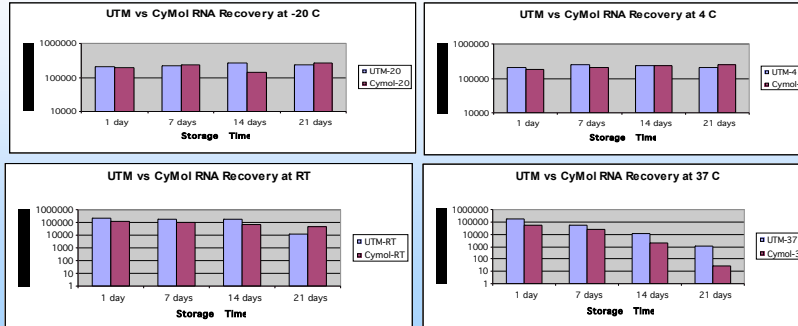 UTM vs CyMol RNA Recovery at -20 C
1000000
100000
10000
1 day 7 days 14 days 21 days
Storage Time
UTM-20
Cymol-20
UTM vs CyMol RNA Recovery at 4 C
1000000
100000
10000
1 day 7 days 14 days 21 days
Storage Time
UTM-4
Cymol-
UTM vs CyMol RNA Recovery at RT
1000000
100000
10000
1000
100
10
1
1 day 7 days 14 days 21 days
Storage Time
UTM-RT
Cymol-RT
UTM vs CyMol RNA Recovery at 37 C
1000000
100000
10000
1000
100
10
1
1 day 7 days 14 days 21 days
Storage Time
UTM-37
Cymol-3